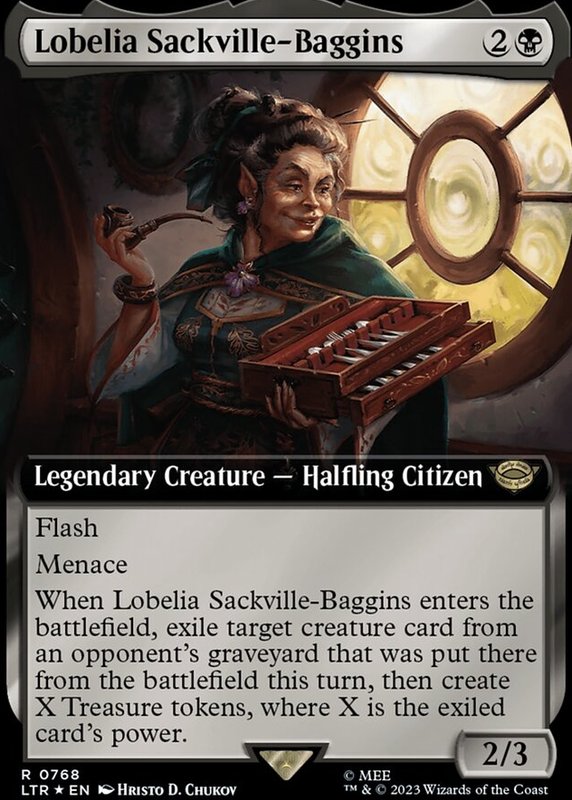 Lobelia Sackville-Baggins 2
Legendary Creature — Halfling Citizen
Flash
Menace
When Lobelia Sackville-Baggins enters the
battlefield, exile target creature card from
an opponent's graveyard that was put there
from the battlefield this turn, then create
X Treasure tokens, where X is the exiled
card's power.
2/3
R 0768
LTR ★ EN Hristo D. Chukov
© MEE
™ & © 2023 Wizards of the Coast